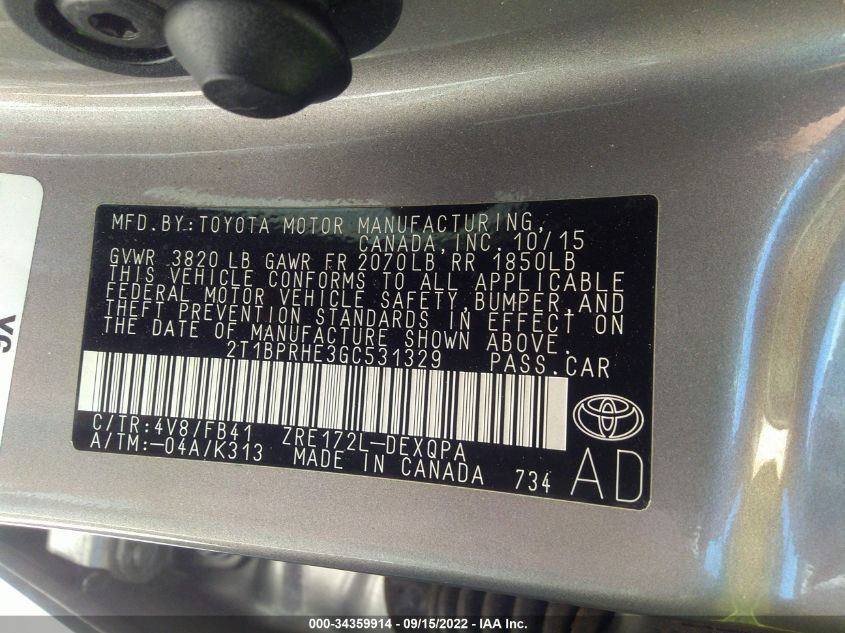 MFD.BY:TOYOTA MOTOR MANUFACTURING,
CANADA,INC. 10/15
GVWR 3820 LB GAWR FR 2070LB RR 1850LB
THIS VEHICLE CONFORMS TO ALL APPLICABLE
FEDERAL MOTOR VEHICLE SAFETY,BUMPER,AND
THEFT PREVENTION STANDARDS IN EFFECT ON
THE DATE OF MANUFACTURE SHOWN ABOVE.
2T1BPRHE3GC531329 PASS.CAR
C/TR:4V8/FB41 ZRE172L-DEXQPA
A/TM:-04A/K313 MADE IN CANADA 734
AD
000-34359914 - 09/15/2022 - IAA Inc.